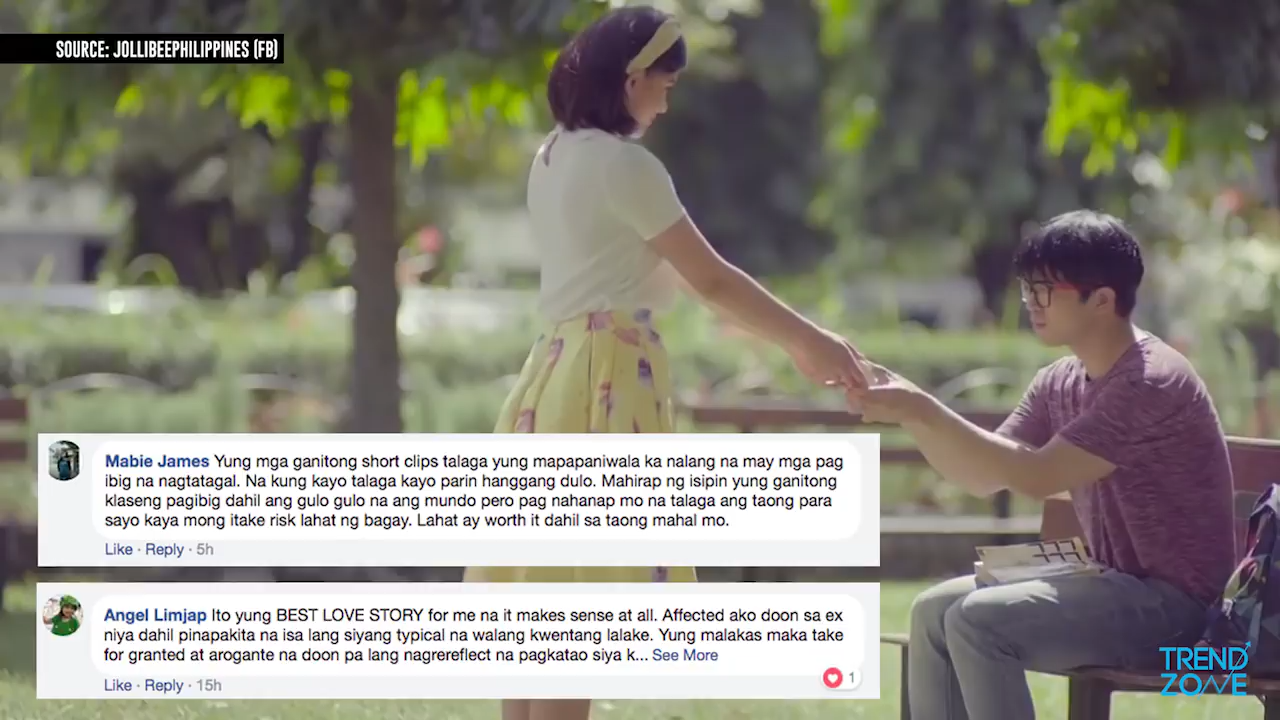 SOURCE: JOLLIBEEPHILIPPINES (FB)
Mabie James Yung mga ganitong short clips talaga yung mapapaniwala ka nalang na may mga pag
ibig na nagtatagal. Na kung kayo talaga kayo parin hanggang dulo. Mahirap ng isipin yung ganitong
klaseng pagibig dahil ang gulo gulo na ang mundo pero pag nahanap mo na talaga ang taong para
sayo kaya mong itake risk lahat ng bagay. Lahat ay worth it dahil sa taong mahal mo.
Like · Reply · 5h
Angel Limjap Ito yung BEST LOVE STORY for me na it makes sense at all. Affected ako doon sa ex
niya dahil pinapakita na isa lang siyang typical na walang kwentang lalake. Yung malakas maka take
for granted at arogante na doon pa lang nagrereflect na pagkatao siya k... See More
1
Like · Reply · 15h
TREND
ZONE